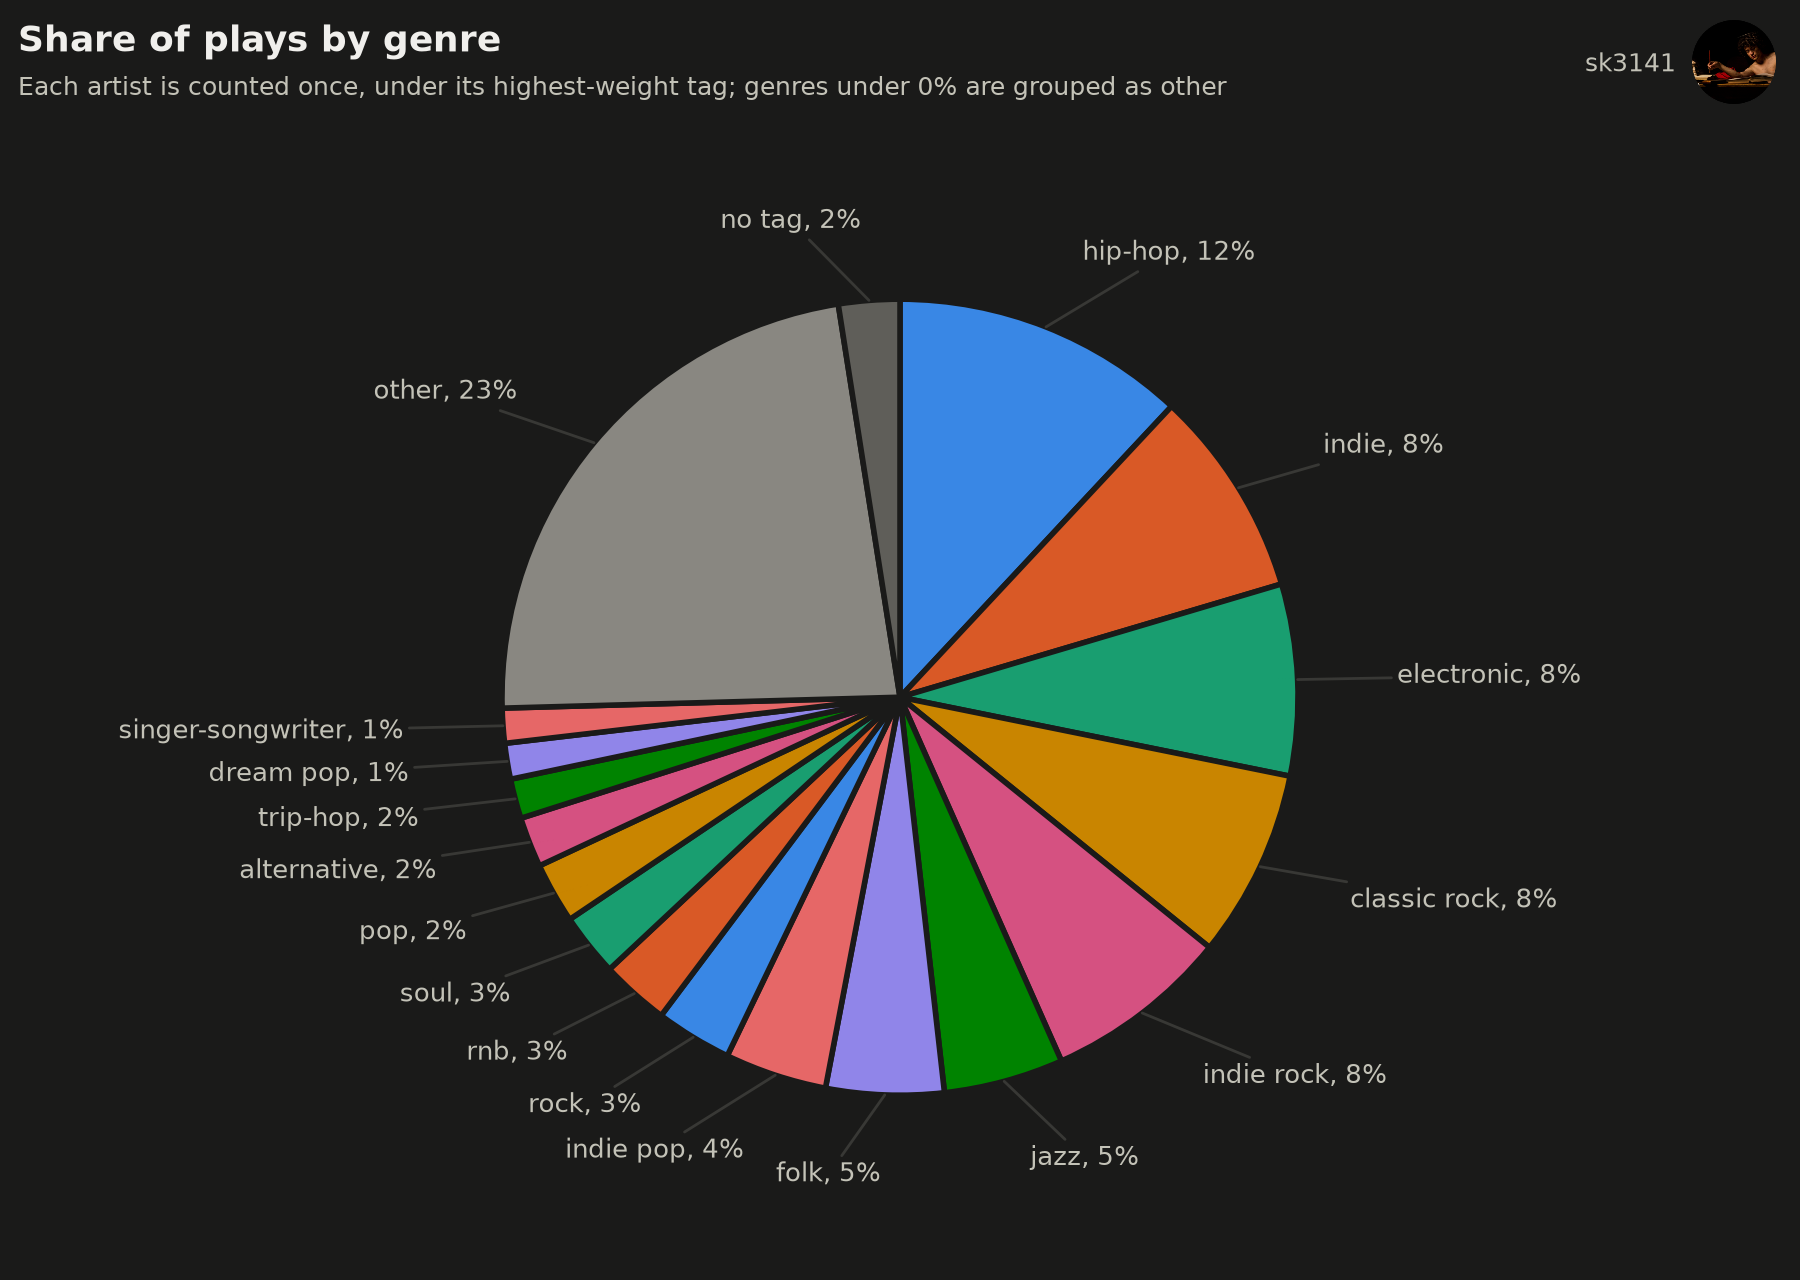 Share of plays by genre
Each artist is counted once, under its highest-weight tag; genres under 0% are grouped as other
sk3141
no tag, 2%
hip-hop, 12%
other, 23%
indie, 8%
electronic, 8%
singer-songwriter, 1%
dream pop, 1%
trip-hop, 2%
alternative, 2%
classic rock, 8%
pop, 2%
soul, 3%
rnb, 3%
indie rock, 8%
rock, 3%
indie pop, 4%
jazz, 5%
folk, 5%